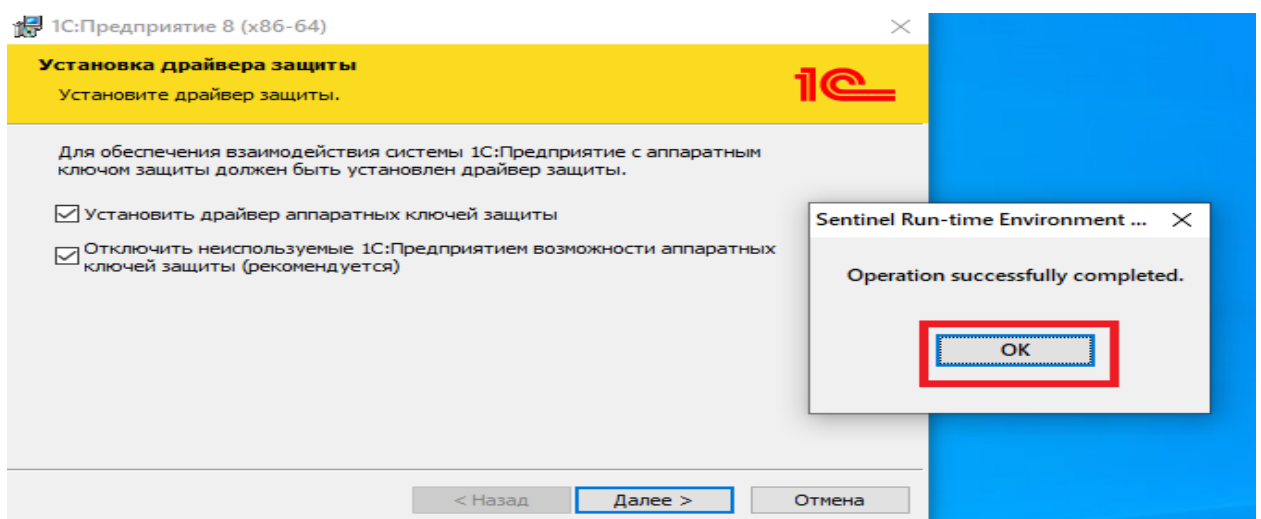 1С:Предприятие 8 (x86-64)
Установка драйвера защиты
Установите драйвер защиты.
1С
Для обеспечения взаимодействия системы 1С:Предприятие с аппаратным
ключом защиты должен быть установлен драйвер защиты.
Установить драйвер аппаратных ключей защиты
Отключить неиспользуемые 1С:Предприятием возможности аппаратных
ключей защиты (рекомендуется)
Sentinel Run-time Environment ...
Operation successfully completed.
OK
< Назад
Далее >
Отмена